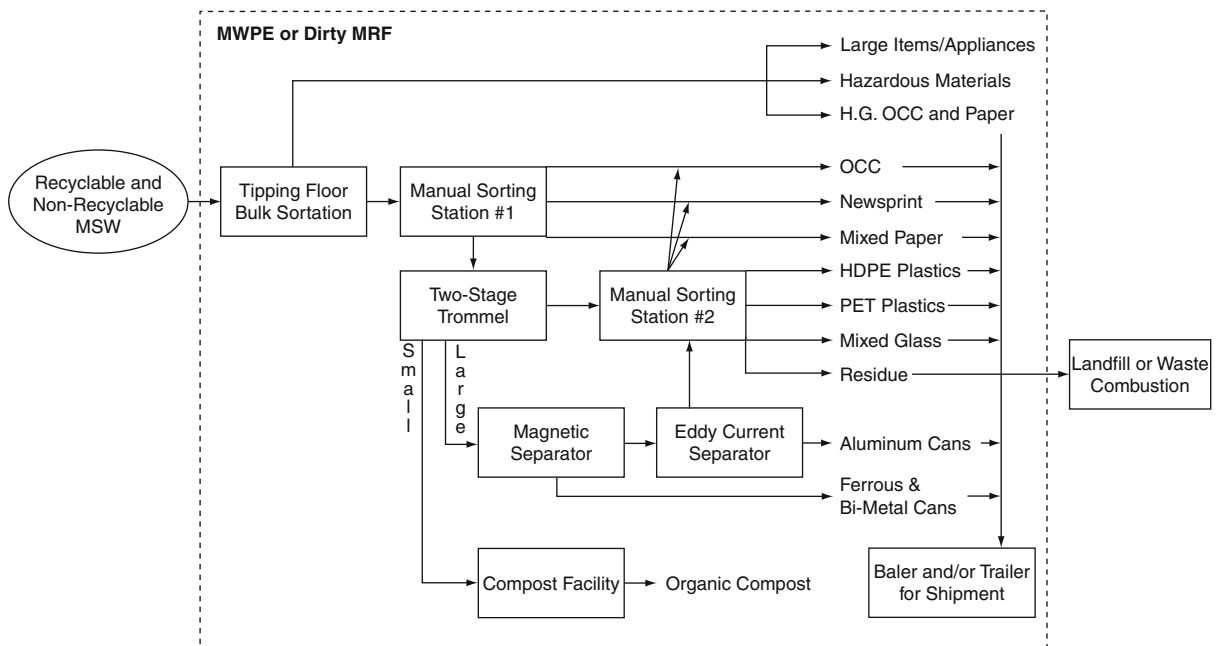 MWPE or Dirty MRF
Large Items/Appliances
Hazardous Materials
H.G. OCC and Paper
Recyclable and
Non-Recyclable
MSW
Tipping Floor
Bulk Sortation
Manual Sorting
Station #1
OCC
Newsprint
Mixed Paper
Two-Stage
Trommel
Manual Sorting
Station #2
HDPE Plastics
PET Plastics
Mixed Glass
Residue
Landfill or Waste
Combustion
Small
Large
Magnetic
Separator
Eddy Current
Separator
Aluminum Cans
Ferrous &
Bi-Metal Cans
Compost Facility
Organic Compost
Baler and/or Trailer
for Shipment